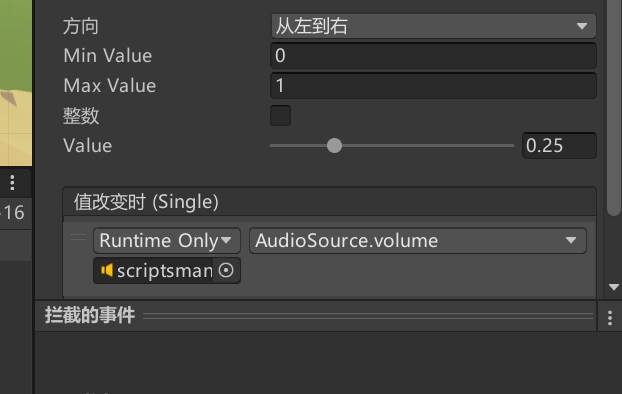 方向 从左到右
Min Value 0
Max Value 1
整数
Value 0.25
-16
值改变时 (Single)
Runtime Only AudioSource.volume
scriptsman
拦截的事件